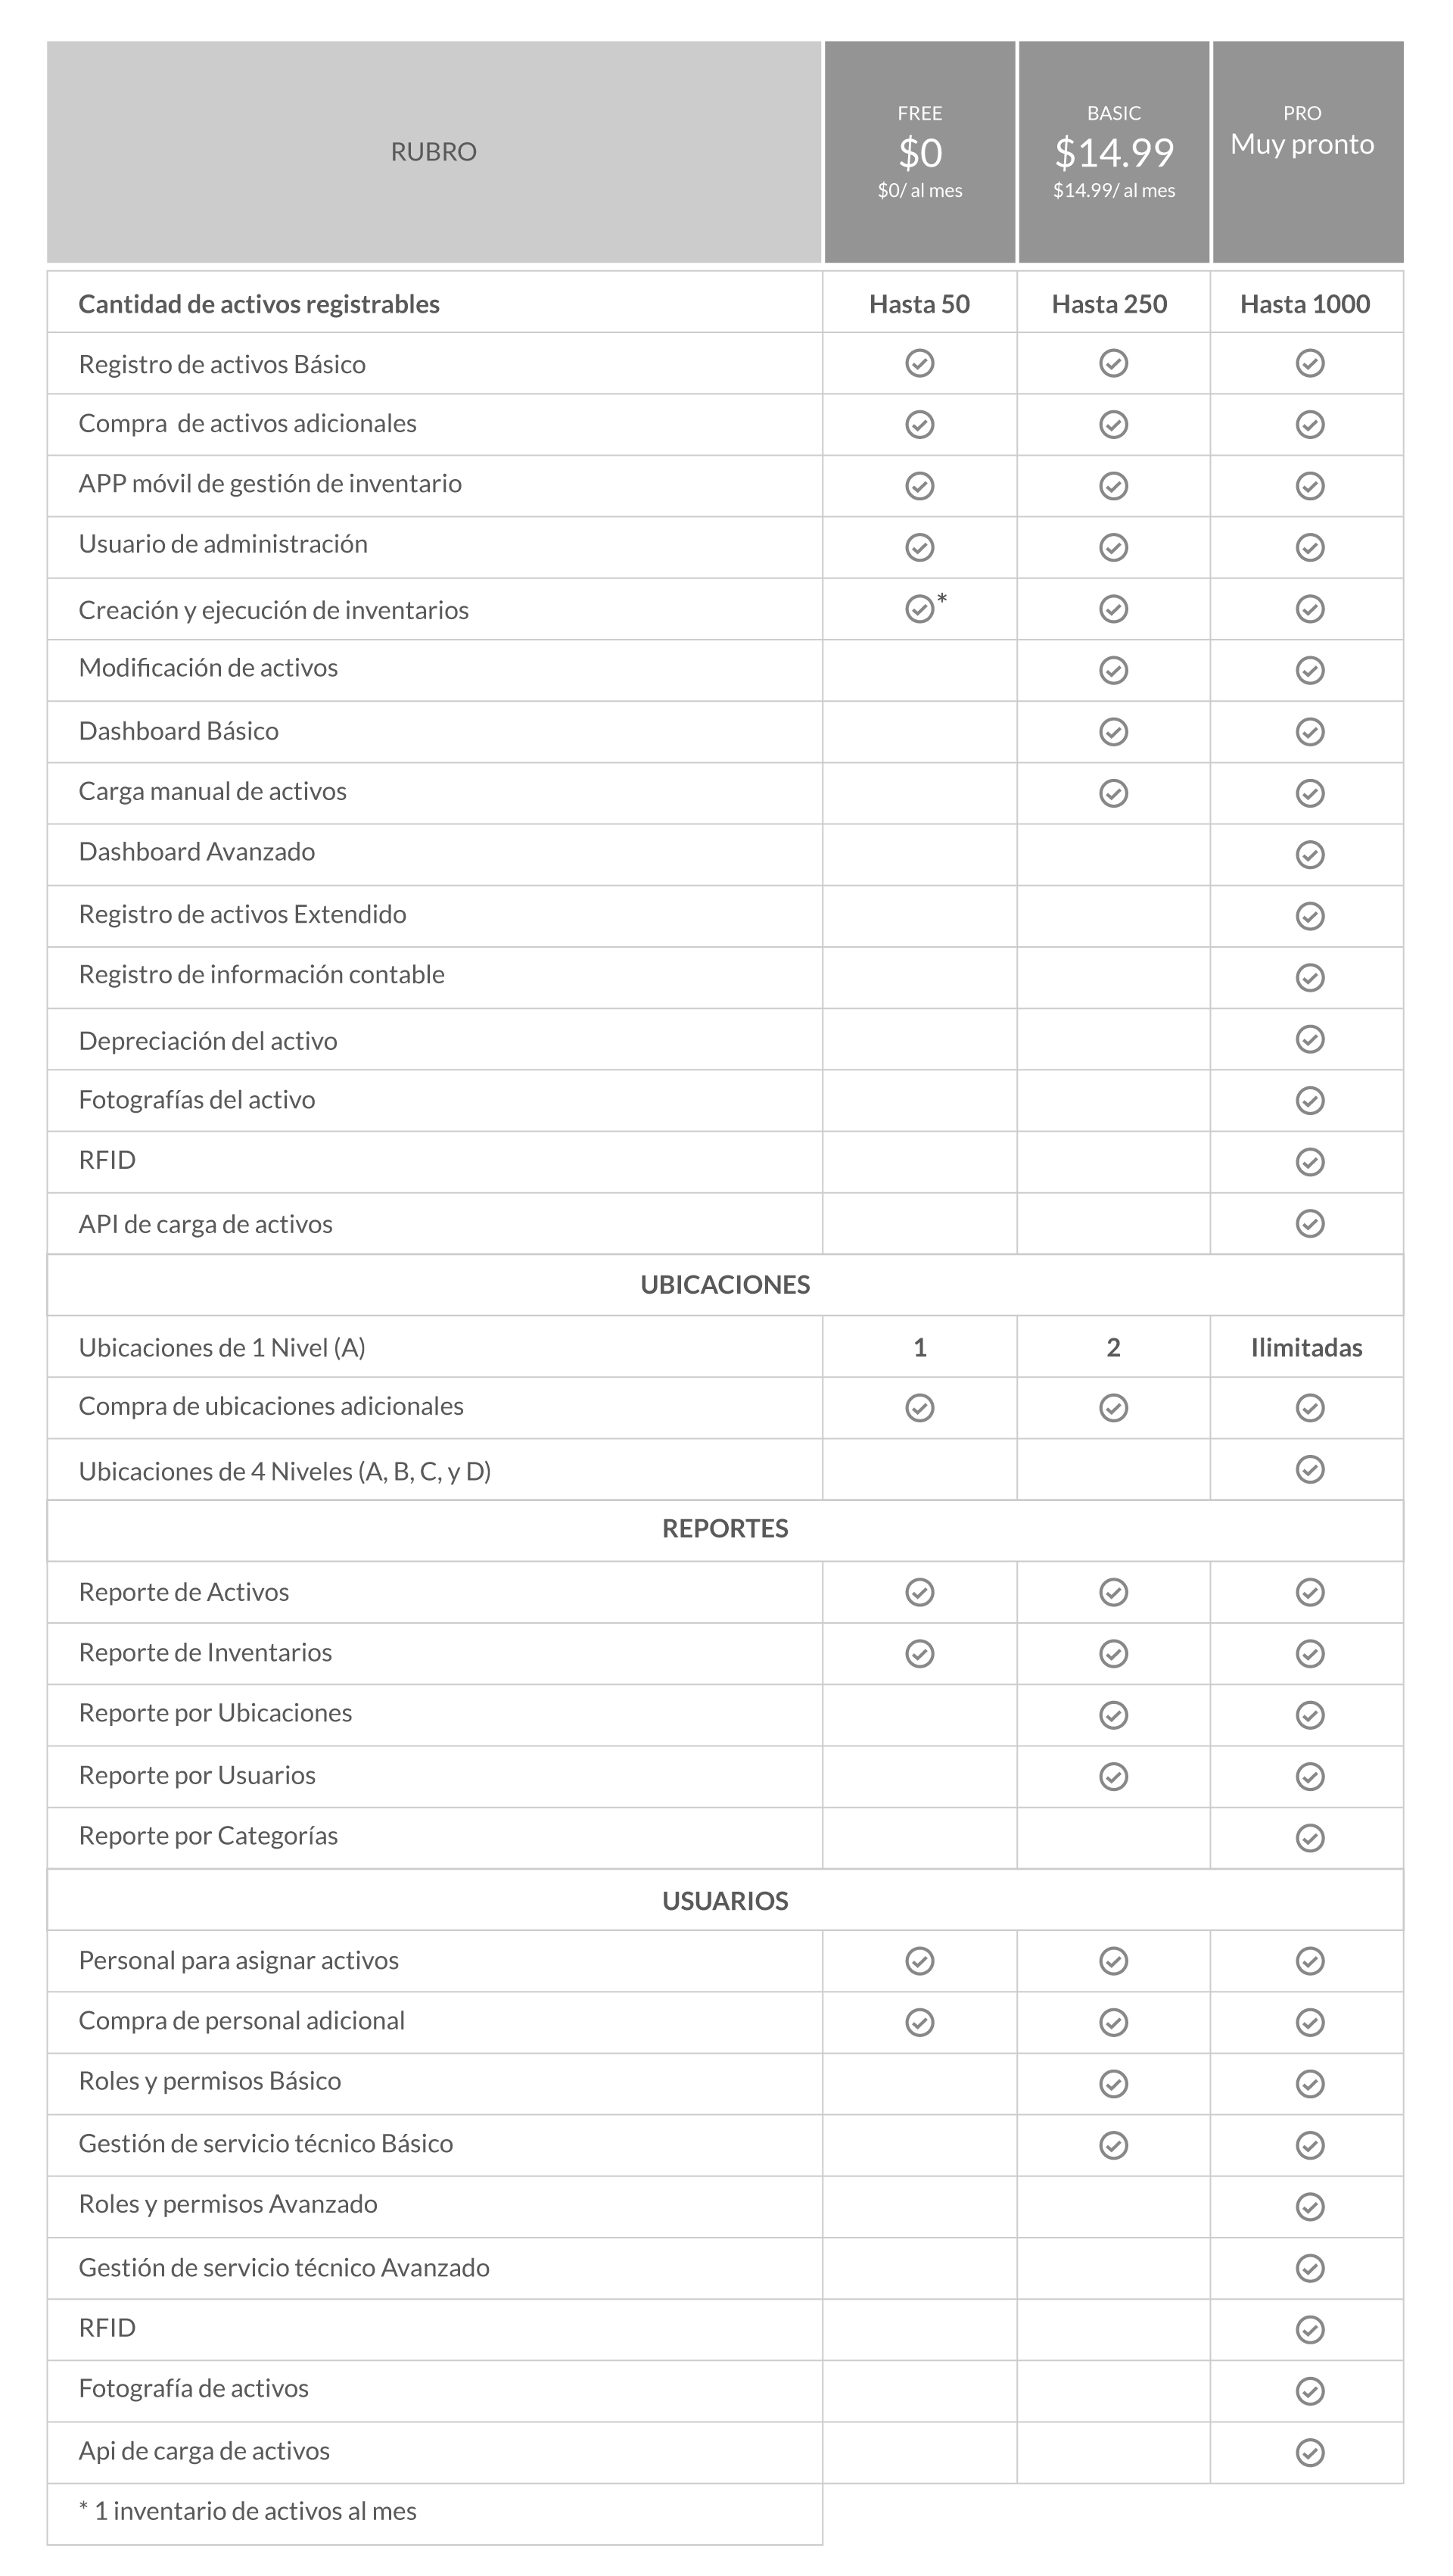 RUBRO
FREE
$0
$0/ al mes
BASIC
$14.99
$14.99/ al mes
PRO
Muy pronto
Cantidad de activos registrables Hasta 50 Hasta 250 Hasta 1000
Registro de activos Básico
Compra de activos adicionales
APP móvil de gestión de inventario
Usuario de administración
Creación y ejecución de inventarios *
Modificación de activos
Dashboard Básico
Carga manual de activos
Dashboard Avanzado
Registro de activos Extendido
Registro de información contable
Depreciación del activo
Fotografías del activo
RFID
API de carga de activos
UBICACIONES
Ubicaciones de 1 Nivel (A) 1 2 Ilimitadas
Compra de ubicaciones adicionales
Ubicaciones de 4 Niveles (A, B, C, y D)
REPORTES
Reporte de Activos
Reporte de Inventarios
Reporte por Ubicaciones
Reporte por Usuarios
Reporte por Categorías
USUARIOS
Personal para asignar activos
Compra de personal adicional
Roles y permisos Básico
Gestión de servicio técnico Básico
Roles y permisos Avanzado
Gestión de servicio técnico Avanzado
RFID
Fotografía de activos
Api de carga de activos
* 1 inventario de activos al mes